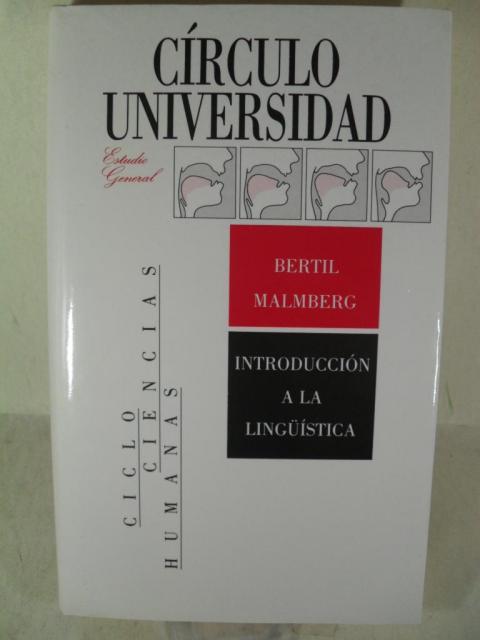 CÍRCULO
UNIVERSIDAD
Estudio
General
BERTIL
MALMBERG
INTRODUCCIÓN
A LA
LINGÜÍSTICA
CICLO
CIENCIAS
HUMANAS